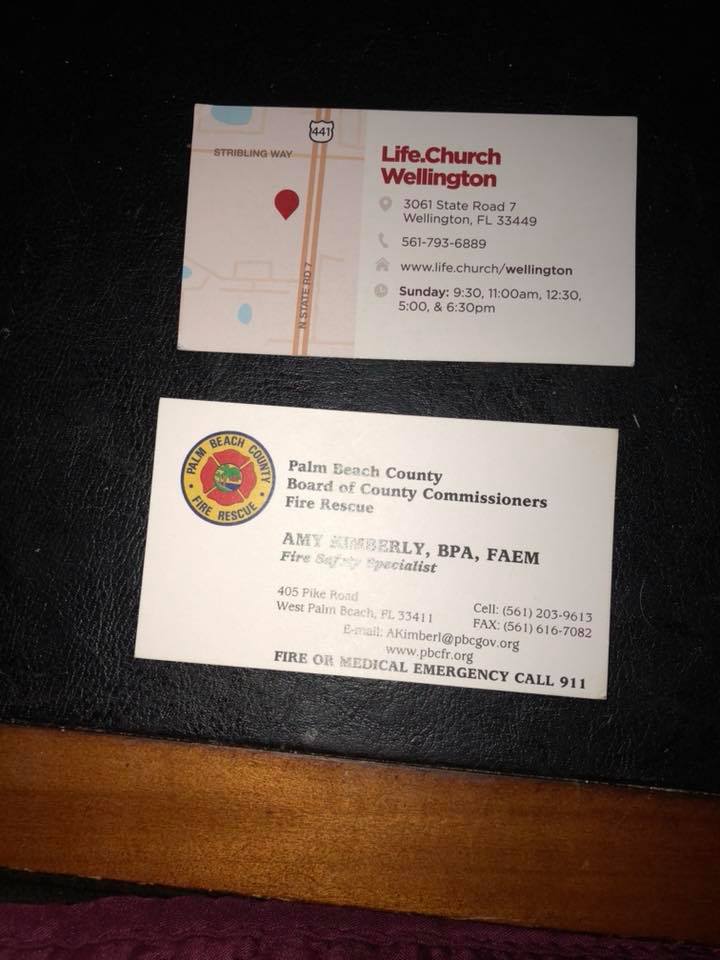 441
STRIBLING WAY
N STATE RD 7
Life.Church
Wellington
3061 State Road 7
Wellington, FL 33449
561-793-6889
www.life.church/wellington
Sunday: 9:30, 11:00am, 12:30,
5:00, & 6:30pm
PALM BEACH COUNTY
FIRE RESCUE
Palm Beach County
Board of County Commissioners
Fire Rescue
AMY KIMBERLY, BPA, FAEM
Fire Safety Specialist
405 Pike Road
West Palm Beach, FL 33411
Cell: (561) 203-9613
FAX: (561) 616-7082
E-mail: AKimberl@pbcgov.org
www.pbcfr.org
FIRE OR MEDICAL EMERGENCY CALL 911